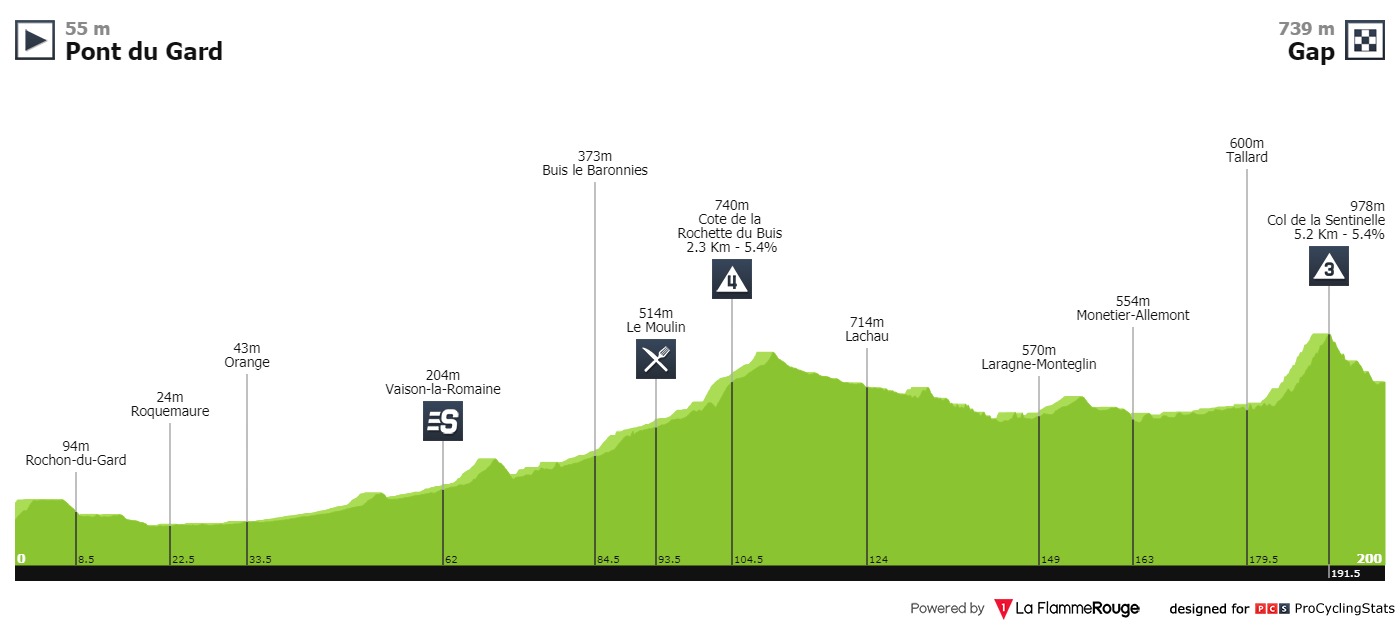 55 m
Pont du Gard
739 m
Gap
94m
Rochon-du-Gard
24m
Roquemaure
43m
Orange
204m
Vaison-la-Romaine
S
373m
Buis le Baronnies
514m
Le Moulin
740m
Cote de la
Rochette du Buis
2.3 Km - 5.4%
4
714m
Lachau
570m
Laragne-Monteglin
554m
Monetier-Allemont
600m
Tallard
978m
Col de la Sentinelle
5.2 Km - 5.4%
3
0
8.5
22.5
33.5
62
84.5
93.5
104.5
124
149
163
179.5
200
191.5
Powered by 1 La FlammeRouge
designed for PCS ProCyclingStats